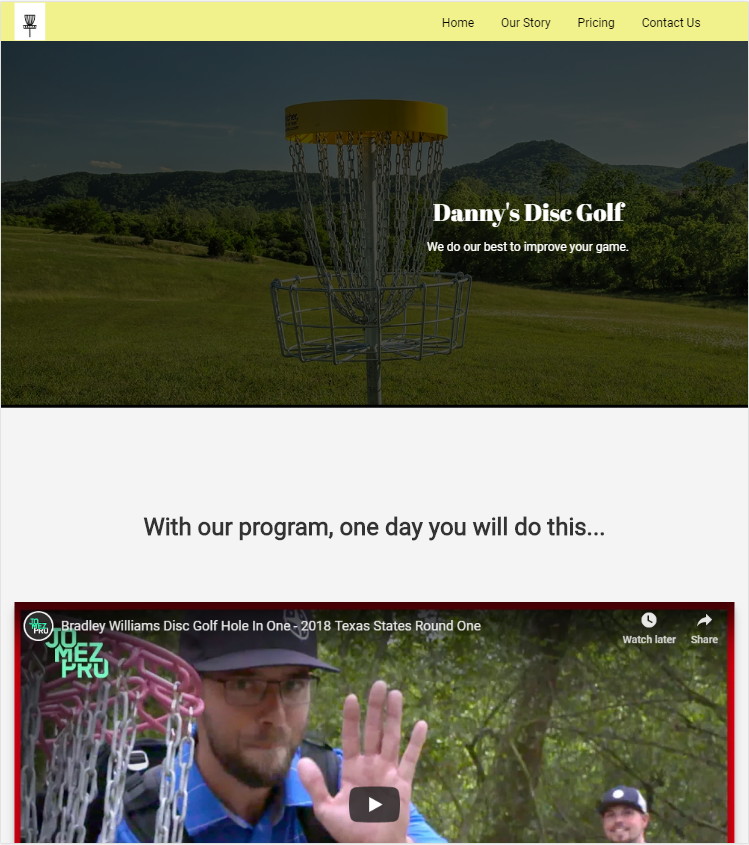 Home Our Story Pricing Contact Us
Danny's Disc Golf
We do our best to improve your game.
With our program, one day you will do this...
Bradley Williams Disc Golf Hole In One - 2018 Texas States Round One
Watch later Share
JO
MEZ
PRO